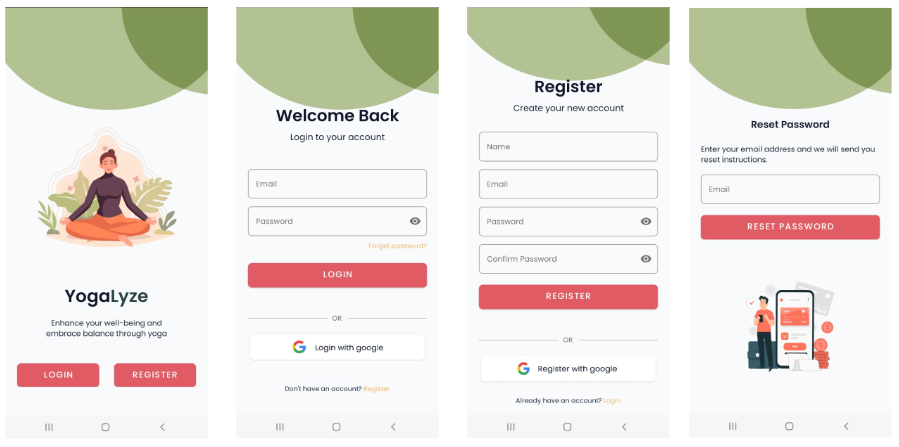 YogaLyze
Enhance your well-being and
embrace balance through yoga
LOGIN
REGISTER
Welcome Back
Login to your account
Email
Password
Forget password?
LOGIN
OR
Login with google
Don't have an account? Register
Register
Create your new account
Name
Email
Password
Confirm Password
REGISTER
OR
Register with google
Already have an account? Login
Reset Password
Enter your email address and we will send you
reset instructions.
Email
RESET PASSWORD